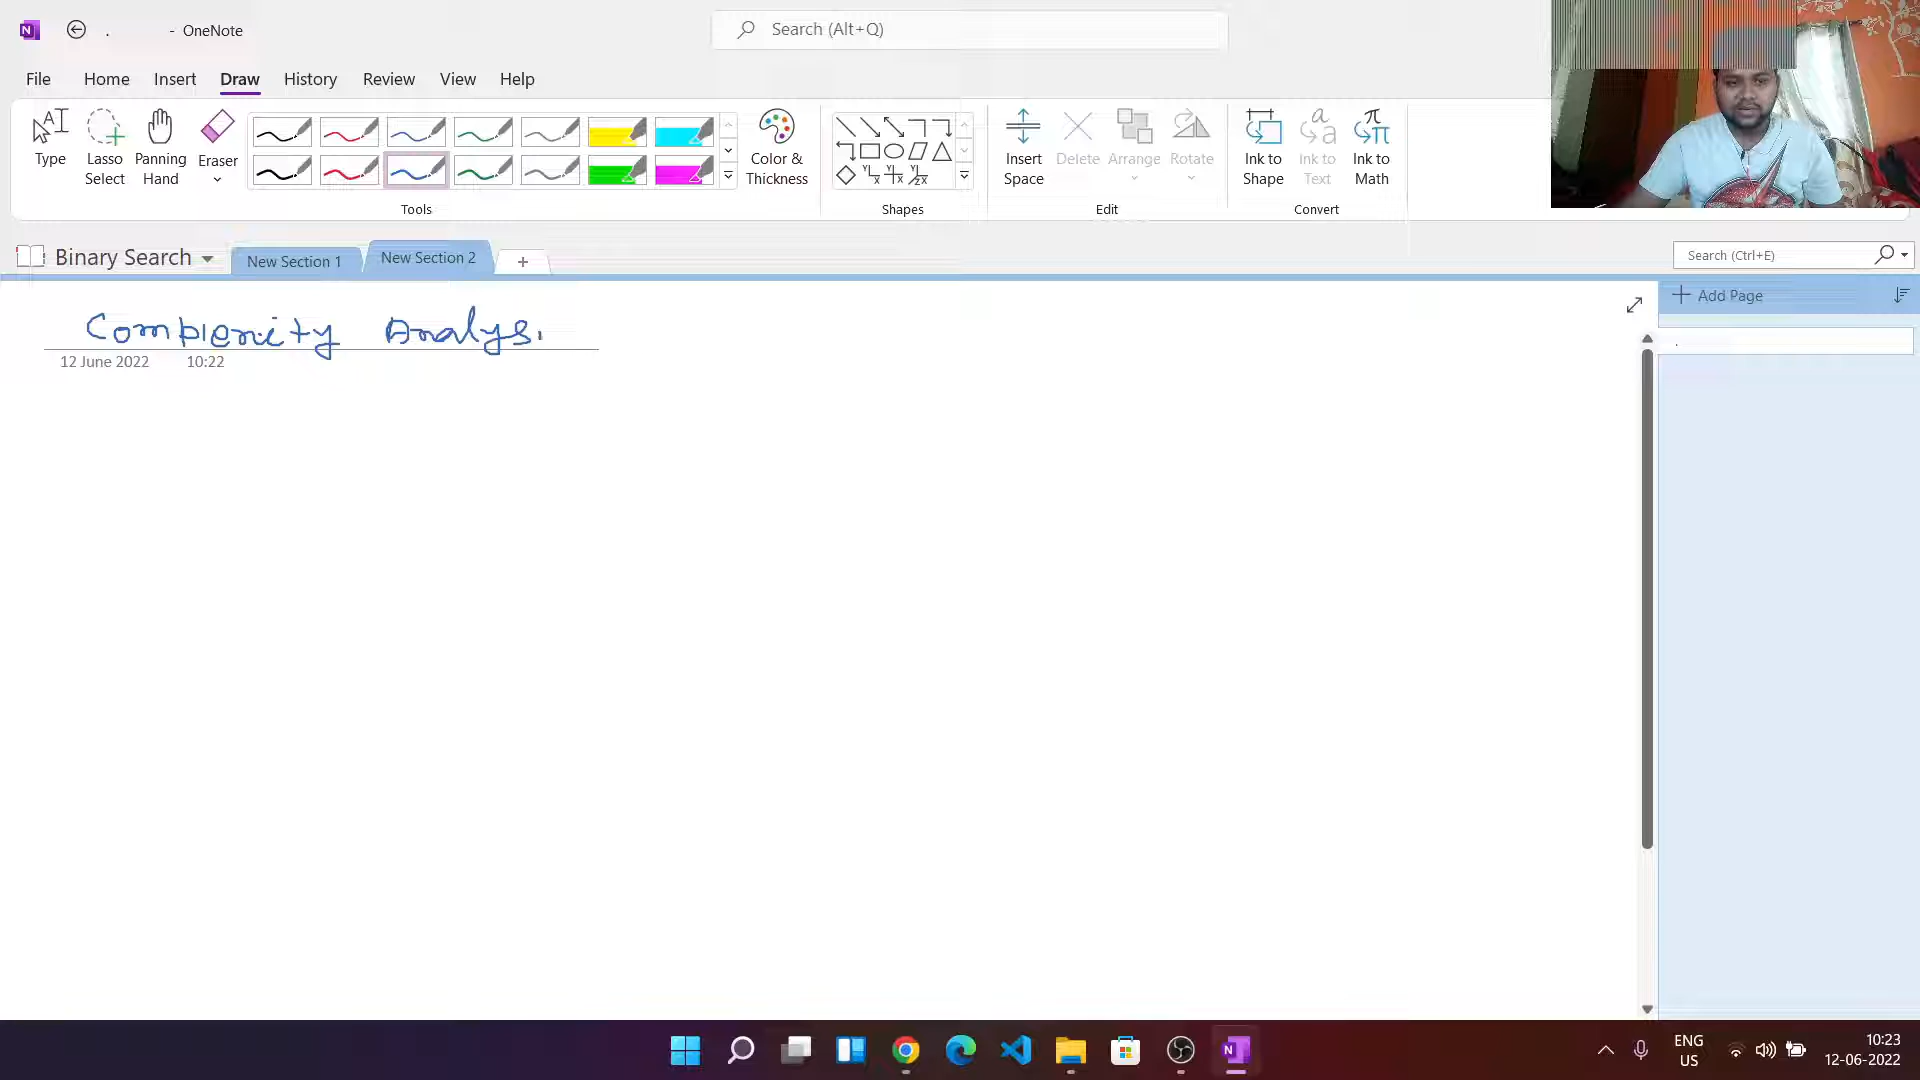 . - OneNote
Search (Alt+Q)
File Home Insert Draw History Review View Help
Type
Lasso Select
Panning Hand
Eraser
Color & Thickness
Insert Space
Delete
Arrange
Rotate
Ink to Shape
Ink to Text
Ink to Math
Tools Shapes Edit Convert
Binary Search New Section 1 New Section 2 +
Search (Ctrl+E)
Add Page
.
Complexity Analys.
12 June 2022 10:22
ENG
US
10:23
12-06-2022